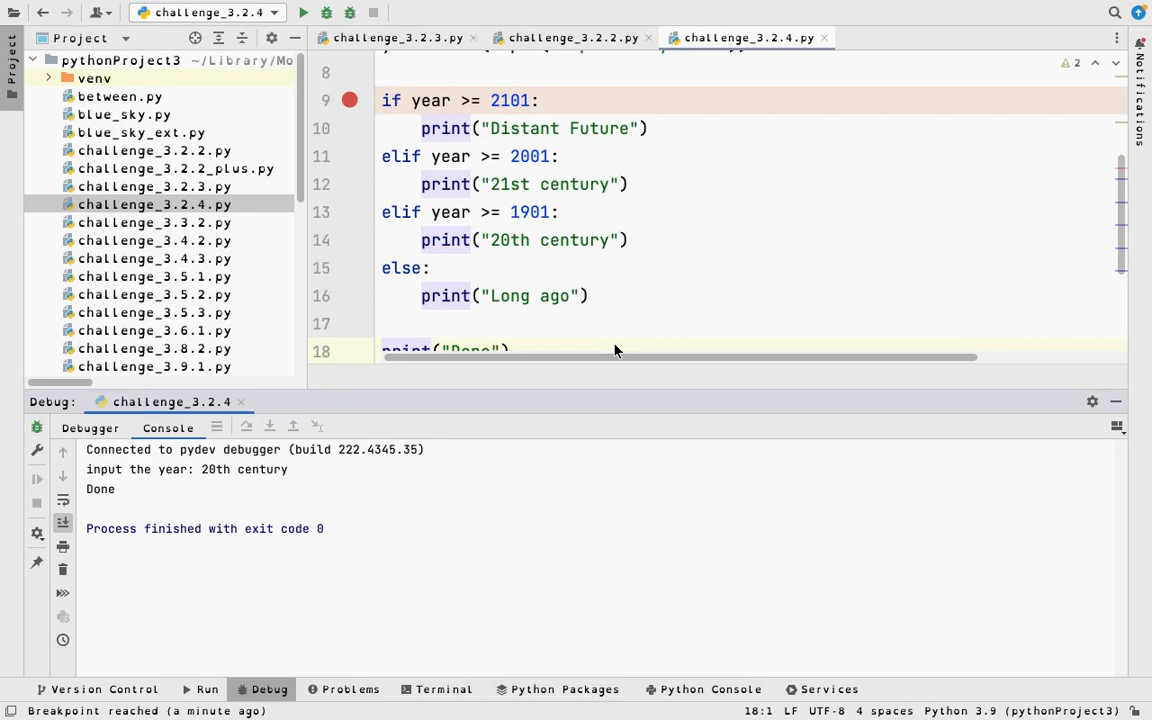 challenge_3.2.4
Project
pythonProject3 ~/Library/Mo
venv
between.py
blue_sky.py
blue_sky_ext.py
challenge_3.2.2.py
challenge_3.2.2_plus.py
challenge_3.2.3.py
challenge_3.2.4.py
challenge_3.3.2.py
challenge_3.4.2.py
challenge_3.4.3.py
challenge_3.5.1.py
challenge_3.5.2.py
challenge_3.5.3.py
challenge_3.6.1.py
challenge_3.8.2.py
challenge_3.9.1.py
Project
challenge_3.2.3.py challenge_3.2.2.py challenge_3.2.4.py
2
8
9 if year >= 2101:
10 print("Distant Future")
11 elif year >= 2001:
12 print("21st century")
13 elif year >= 1901:
14 print("20th century")
15 else:
16 print("Long ago")
17
18 print("Done")
Notifications
Debug: challenge_3.2.4
Debugger Console
Connected to pydev debugger (build 222.4345.35)
input the year: 20th century
Done
Process finished with exit code 0
Version Control Run Debug Problems Terminal Python Packages Python Console Services
Breakpoint reached (a minute ago) 18:1 LF UTF-8 4 spaces Python 3.9 (pythonProject3)